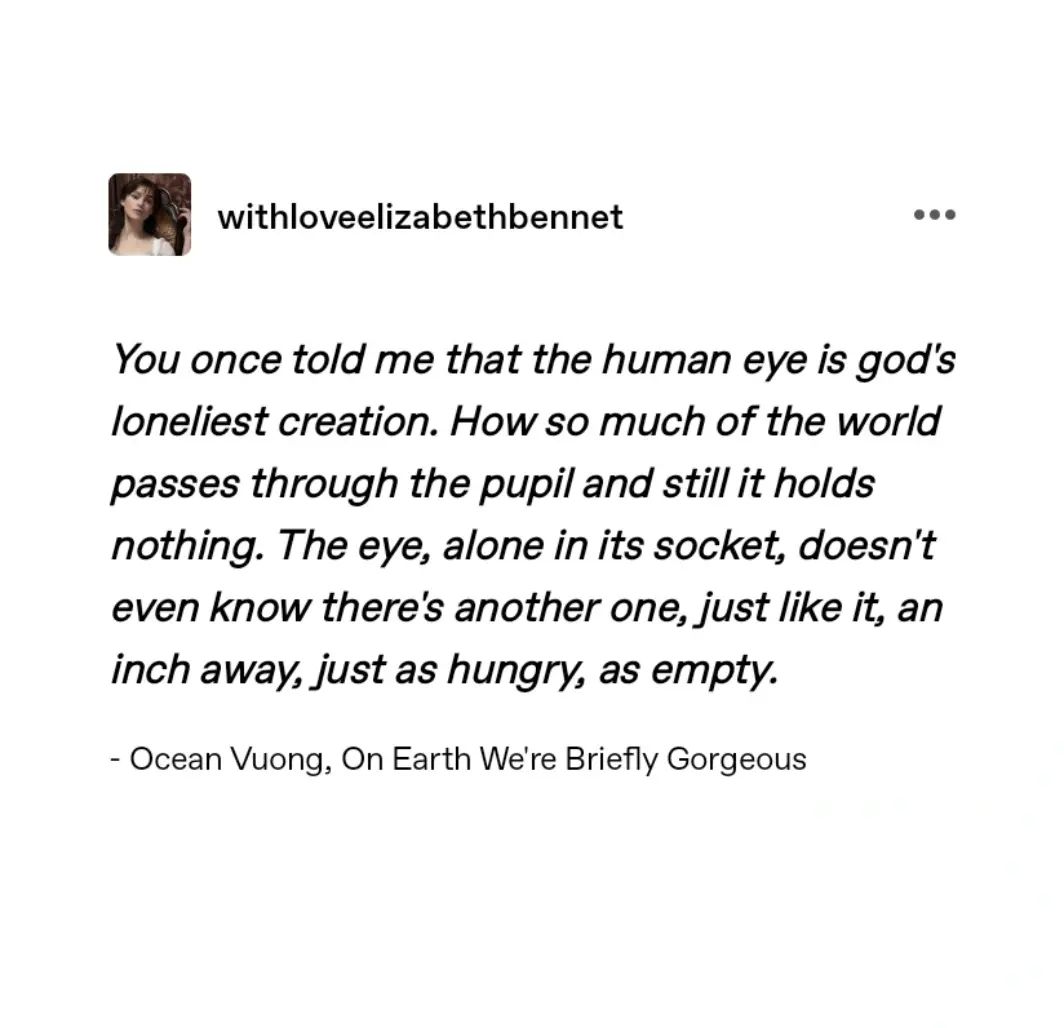 withloveelizabethbennet
You once told me that the human eye is god's
loneliest creation. How so much of the world
passes through the pupil and still it holds
nothing. The eye, alone in its socket, doesn't
even know there's another one, just like it, an
inch away, just as hungry, as empty.
- Ocean Vuong, On Earth We're Briefly Gorgeous